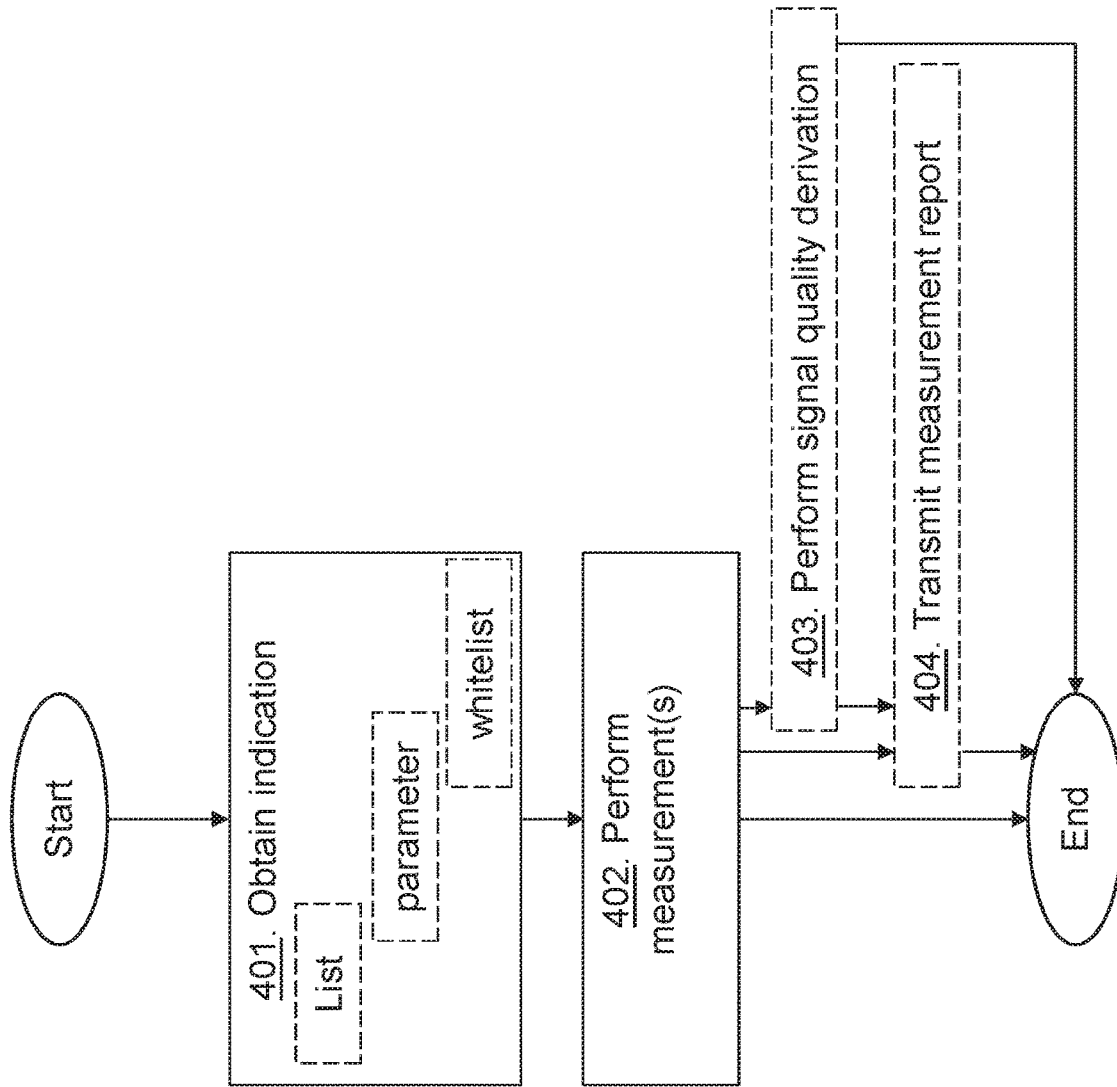 Start
401. Obtain indication
List
parameter
whitelist
402. Perform
measurement(s)
403. Perform signal quality derivation
404. Transmit measurement report
End